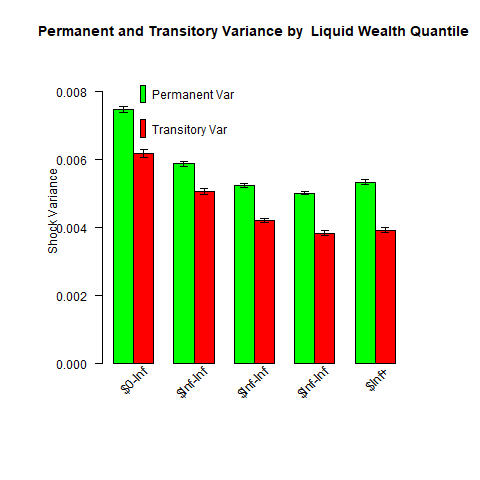 Permanent and Transitory Variance by  Liquid Wealth Quantile
Permanent Var
Transitory Var
Shock Variance
0.008
0.006
0.004
0.002
0.000
$0-Inf
$Inf-Inf
$Inf-Inf
$Inf-Inf
$Inf+